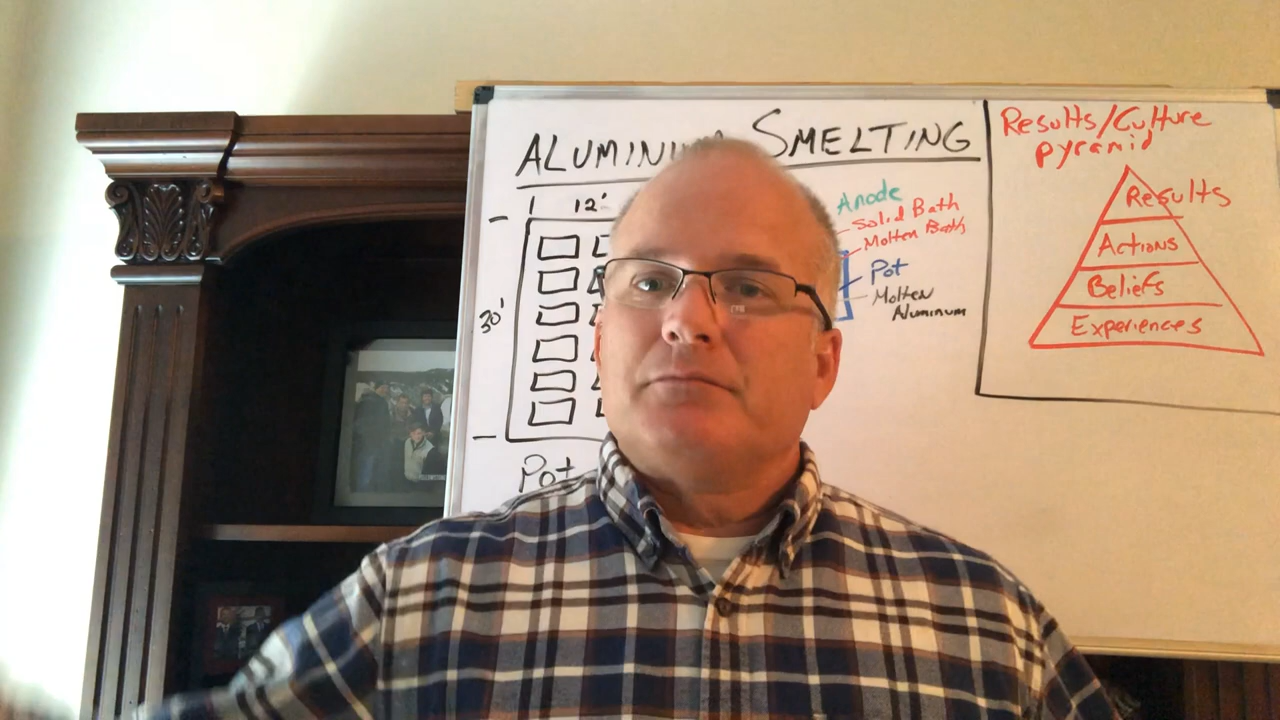 ALUMINU SMELTING
12'
30'
Pot
Anode
Solid Bath
Molten Bath
Pot
Molten
Aluminum
Results/Culture
pyramid
Results
Actions
Beliefs
Experiences